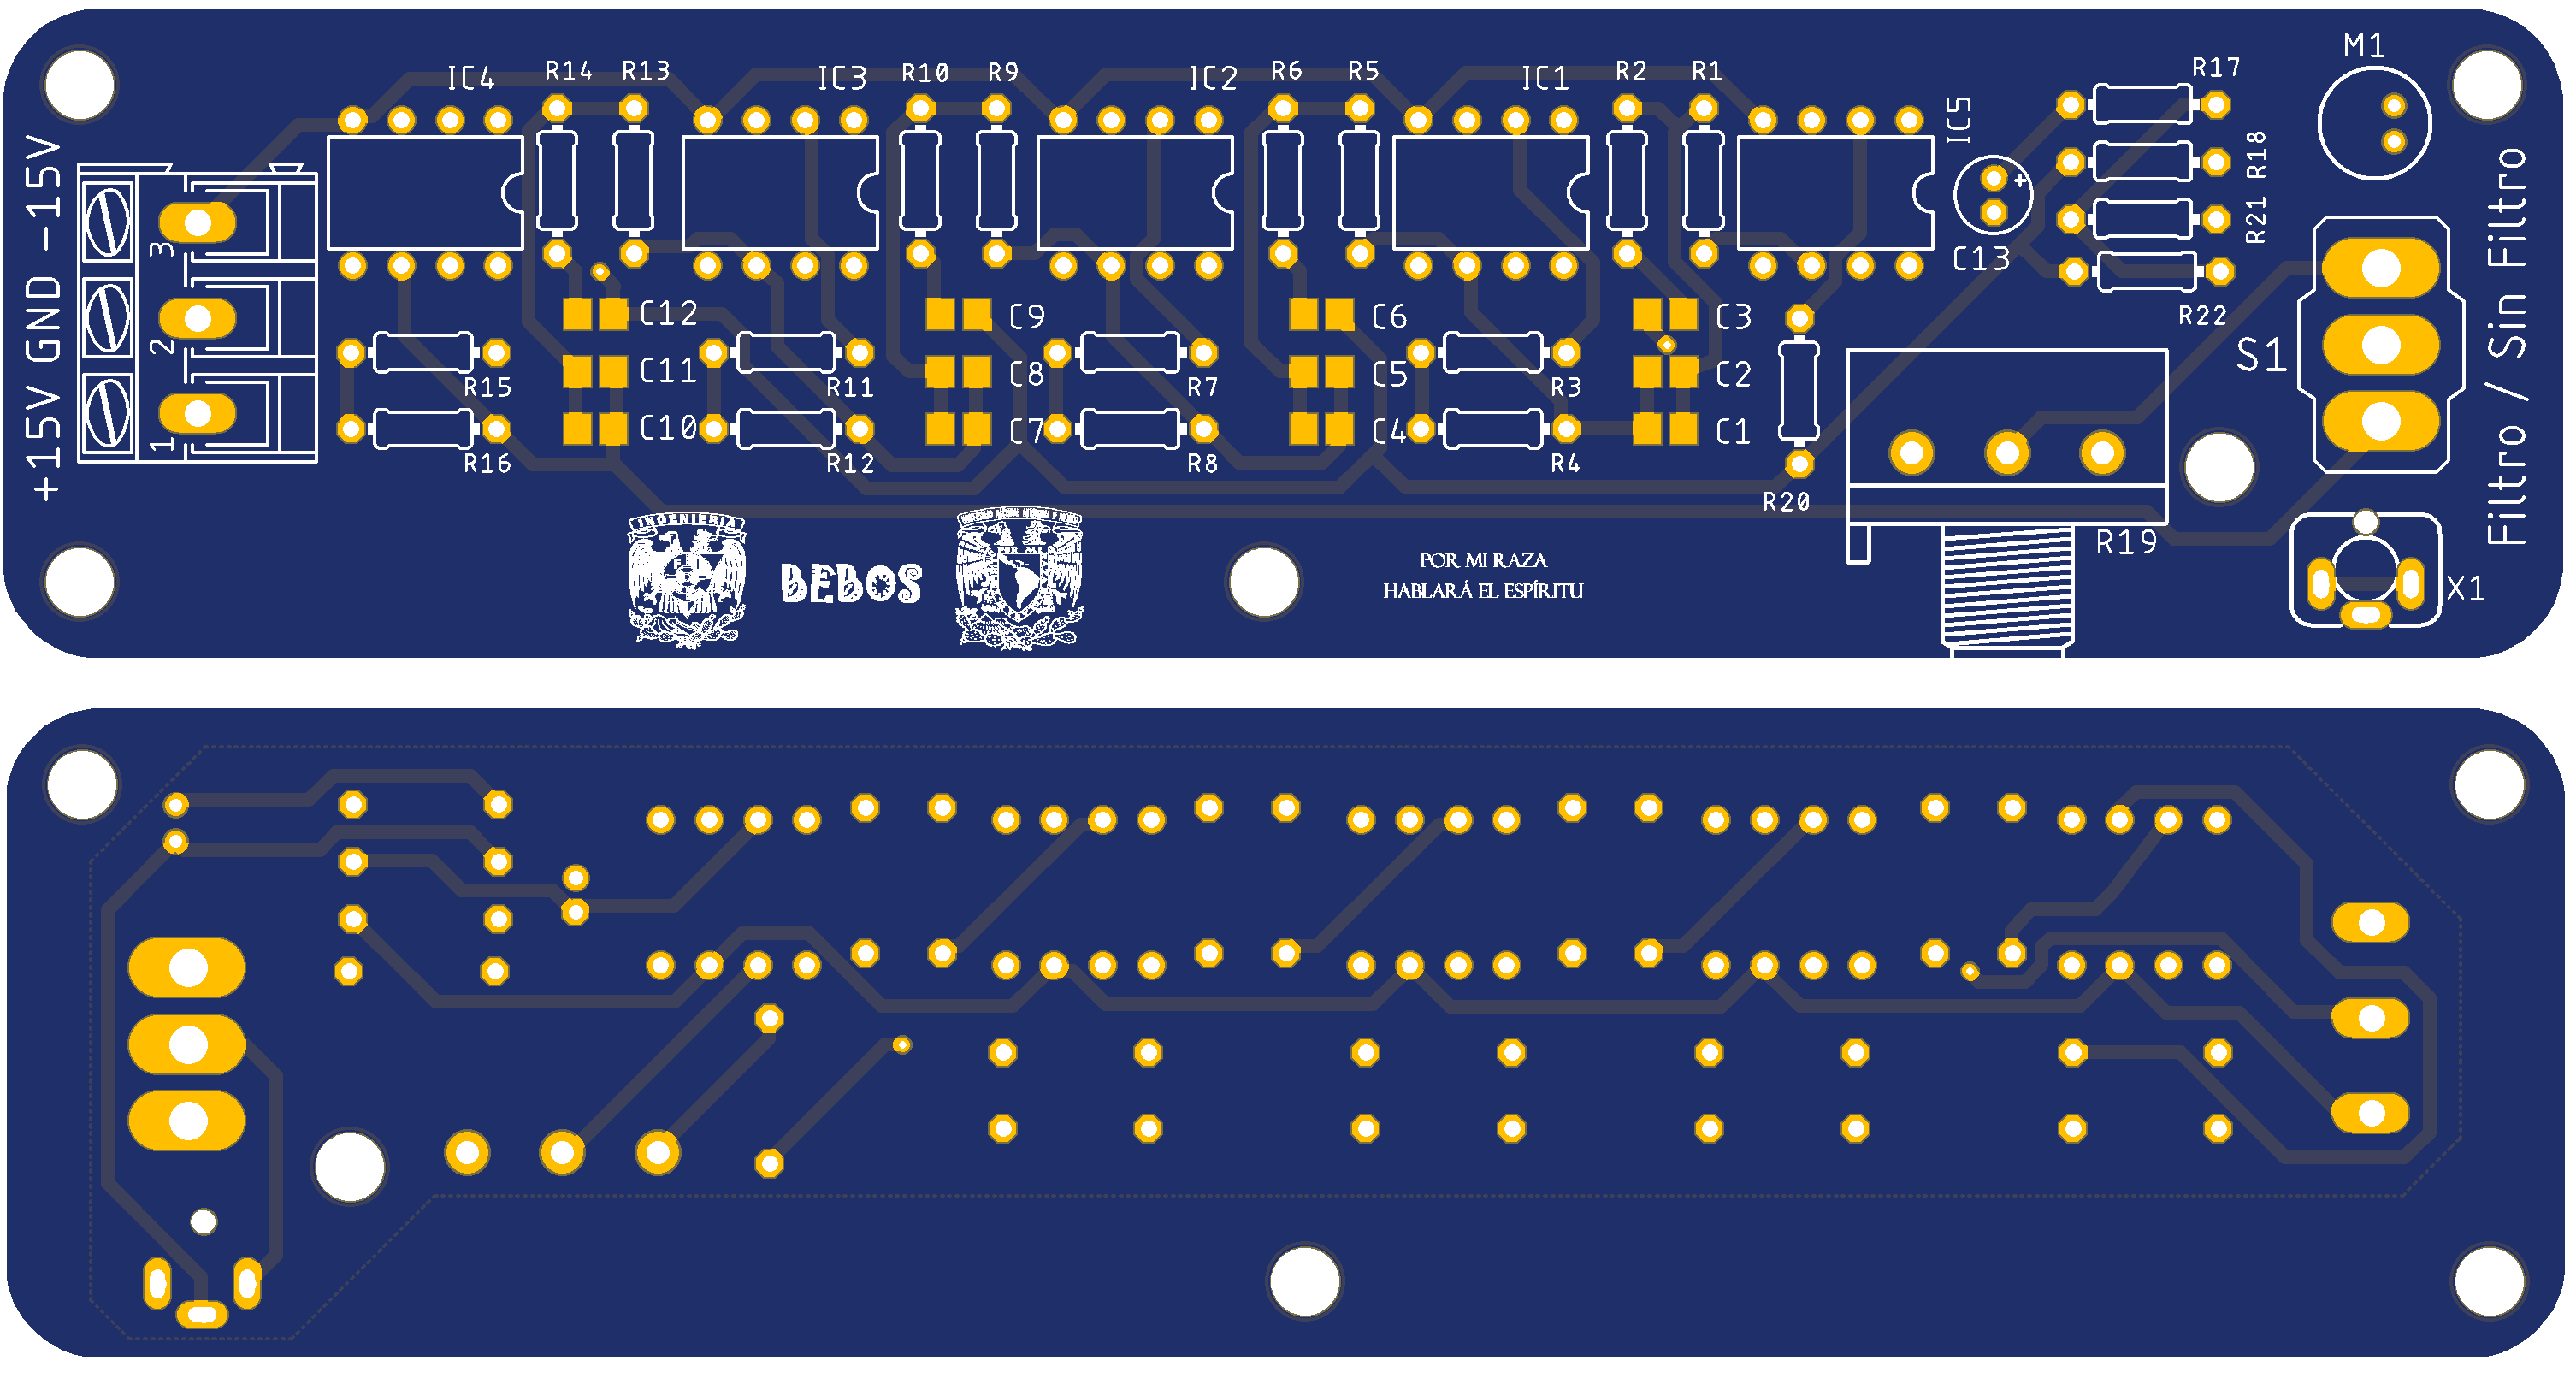 IC4
R14
R13
IC3
R10
R9
IC2
R6
R5
IC1
R2
R1
IC5
R17
M1
R18
R21
R22
C13
+
+15V GND -15V
3
2
1
C12
C11
C10
C9
C8
C7
C6
C5
C4
C3
C2
C1
R15
R16
R11
R12
R7
R8
R3
R4
R20
R19
S1
X1
Filtro / Sin Filtro
INGENIERIA
BEBOS
POR MI RAZA
HABLARÁ EL ESPÍRITU